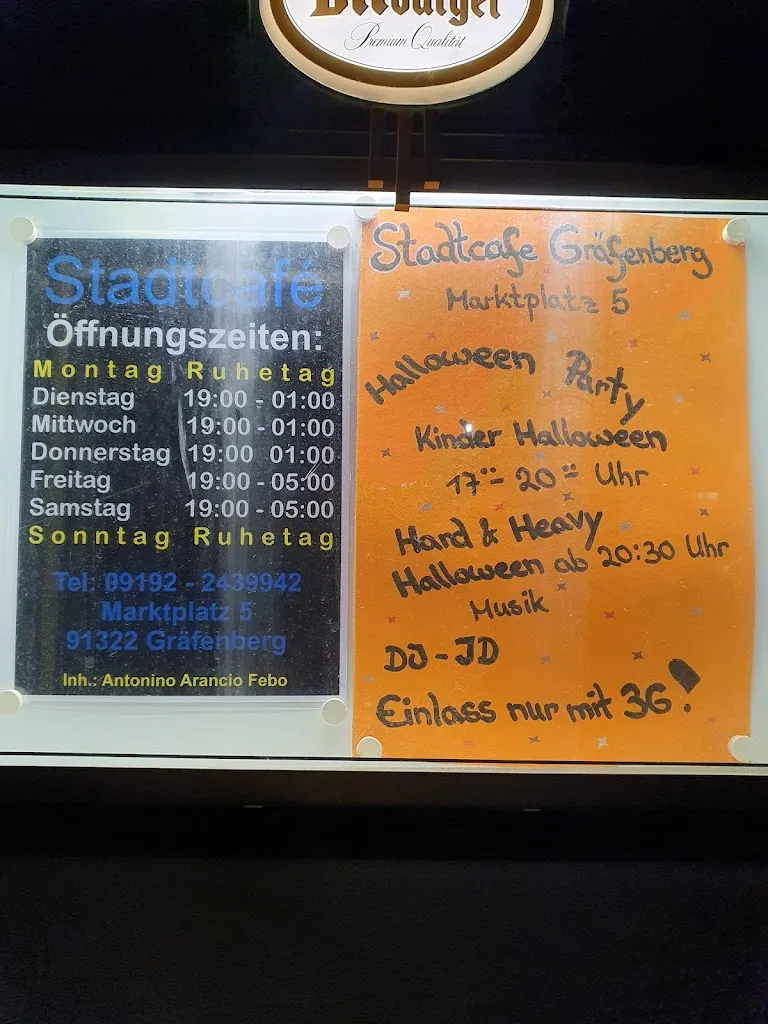 Bitburger
Premium Qualität
Stadtcafé
Öffnungszeiten:
Montag Ruhetag
Dienstag 19:00 - 01:00
Mittwoch 19:00 - 01:00
Donnerstag 19:00 01:00
Freitag 19:00 - 05:00
Samstag 19:00 - 05:00
Sonntag Ruhetag
Tel: 09192 - 2439942
Marktplatz 5
91322 Gräfenberg
Inh.: Antonino Arancio Febo
Stadtcafe Gräfenberg
Marktplatz 5
Halloween Party
Kinder Halloween
17:00 - 20:00 Uhr
Hard & Heavy
Halloween ab 20:30 Uhr
Musik
DJ-JD
Einlass nur mit 3G!